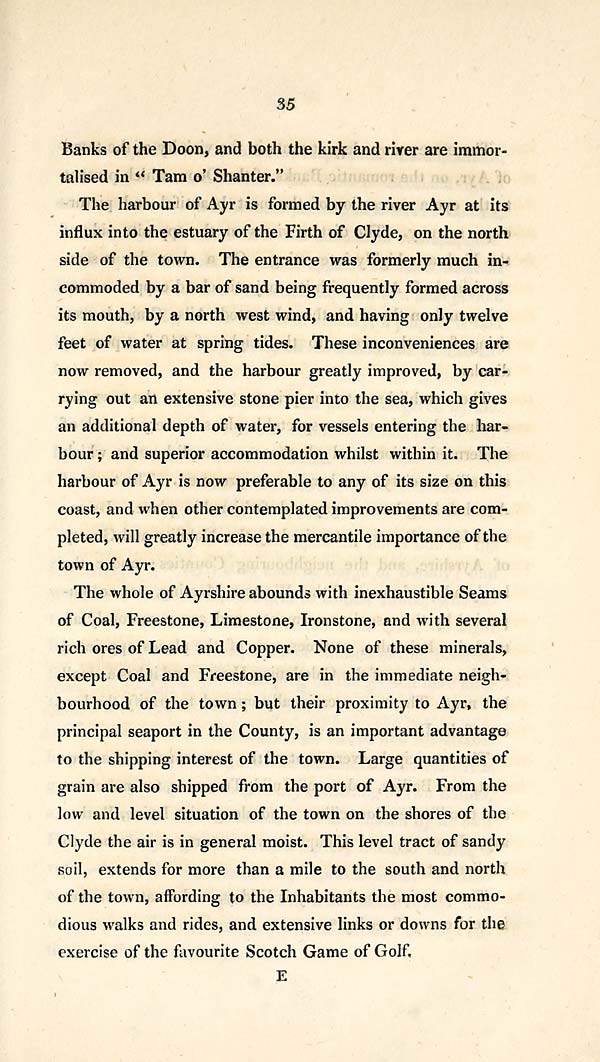 35
Banks of the Doon, and both the kirk and river are immor-
talised in “ Tam o' Shanter.”
The harbour of Ayr is formed by the river Ayr at its
influx into the estuary of the Firth of Clyde, on the north
side of the town. The entrance was formerly much in-
commoded by a bar of sand being frequently formed across
its mouth, by a north west wind, and having only twelve
feet of water at spring tides. These inconveniences are
now removed, and the harbour greatly improved, by car-
rying out an extensive stone pier into the sea, which gives
an additional depth of water, for vessels entering the har-
bour; and superior accommodation whilst within it. The
harbour of Ayr is now preferable to any of its size on this
coast, and when other contemplated improvements are com-
pleted, will greatly increase the mercantile importance of the
town of Ayr.
The whole of Ayrshire abounds with inexhaustible Seams
of Coal, Freestone, Limestone, Ironstone, and with several
rich ores of Lead and Copper. None of these minerals,
except Coal and Freestone, are in the immediate neigh-
bourhood of the town; but their proximity to Ayr, the
principal seaport in the County, is an important advantage
to the shipping interest of the town. Large quantities of
grain are also shipped from the port of Ayr. From the
low and level situation of the town on the shores of the
Clyde the air is in general moist. This level tract of sandy
soil, extends for more than a mile to the south and north
of the town, affording to the Inhabitants the most commo-
dious walks and rides, and extensive links or downs for the
exercise of the favourite Scotch Game of Golf.
E